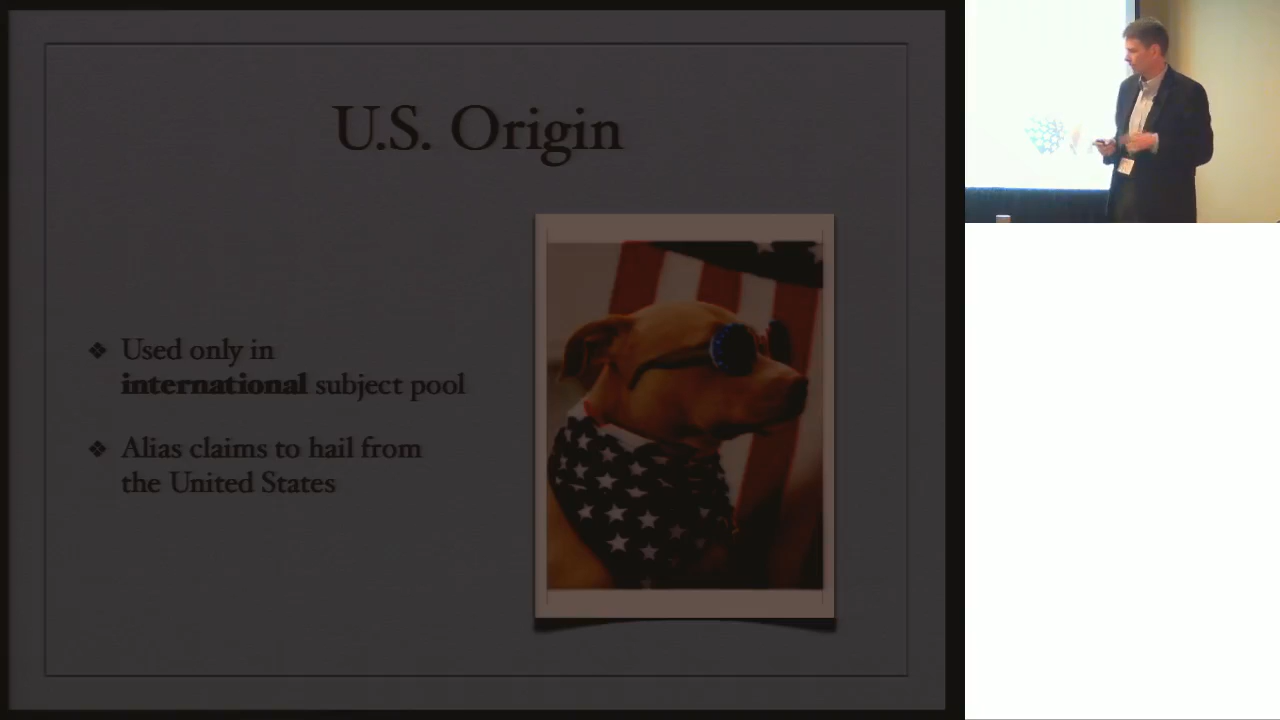 U.S. Origin
❖ Used only in
international subject pool
❖ Alias claims to hail from
the United States